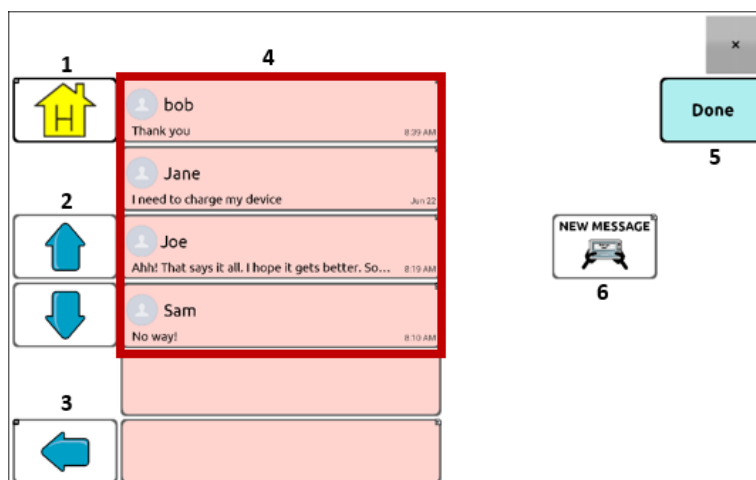 ×
1
4
H
bob
Thank you
8:39 AM
Done
5
Jane
I need to charge my device
Jun 22
2
NEW MESSAGE
Joe
Ahh! That says it all. I hope it gets better. So...
8:19 AM
6
Sam
No way!
8:10 AM
3